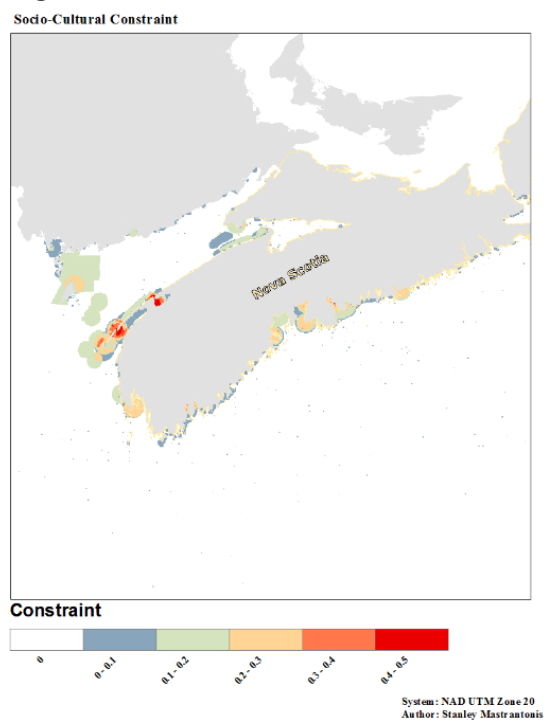 Socio-Cultural Constraint
Nova Scotia
Constraint
0
0 - 0.1
0.1 - 0.2
0.2 - 0.3
0.3 - 0.4
0.4 - 0.5
System: NAD UTM Zone 20
Author: Stanley Mastrantonis